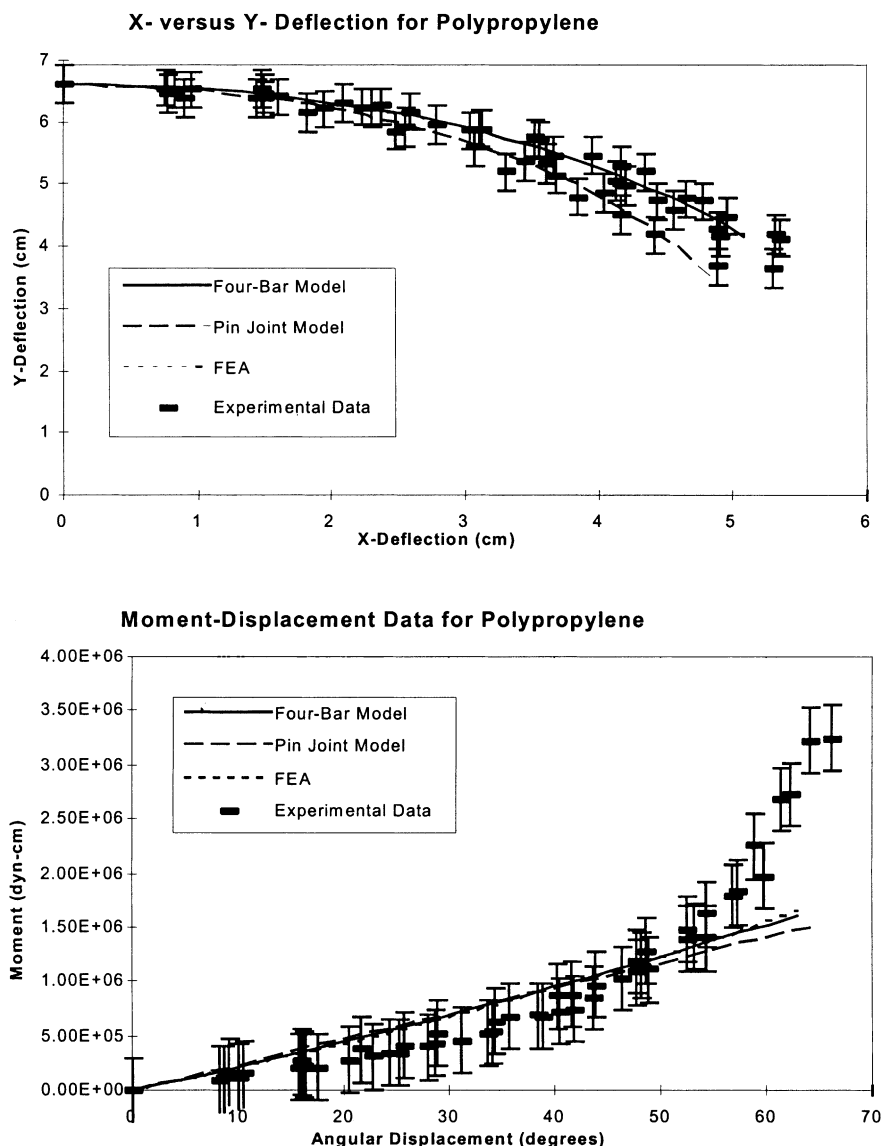 X- versus Y- Deflection for Polypropylene
7
6
5
4
3
2
1
0
Y-Deflection (cm)
Four-Bar Model
Pin Joint Model
FEA
Experimental Data
0 1 2 3 4 5 6
X-Deflection (cm)
Moment-Displacement Data for Polypropylene
4.00E+06
3.50E+06
3.00E+06
2.50E+06
2.00E+06
1.50E+06
1.00E+06
5.00E+05
0.00E+00
Moment (dyn-cm)
Four-Bar Model
Pin Joint Model
FEA
Experimental Data
0 10 20 30 40 50 60 70
Angular Displacement (degrees)